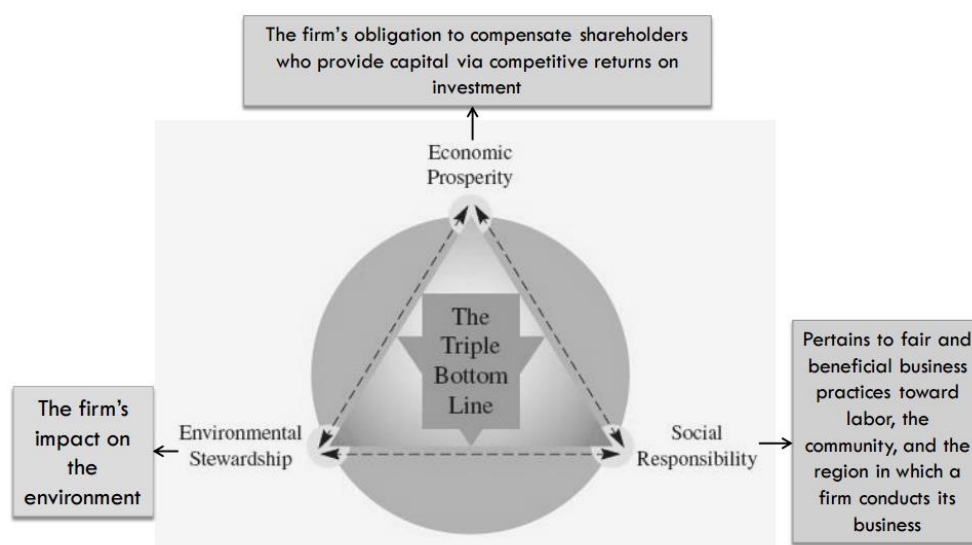 The firm's obligation to compensate shareholders
who provide capital via competitive returns on
investment
Economic
Prosperity
The
Triple
Bottom
Line
The firm's
impact on
the
environment
Environmental
Stewardship
Social
Responsibility
Pertains to fair and
beneficial business
practices toward
labor, the
community, and the
region in which a
firm conducts its
business